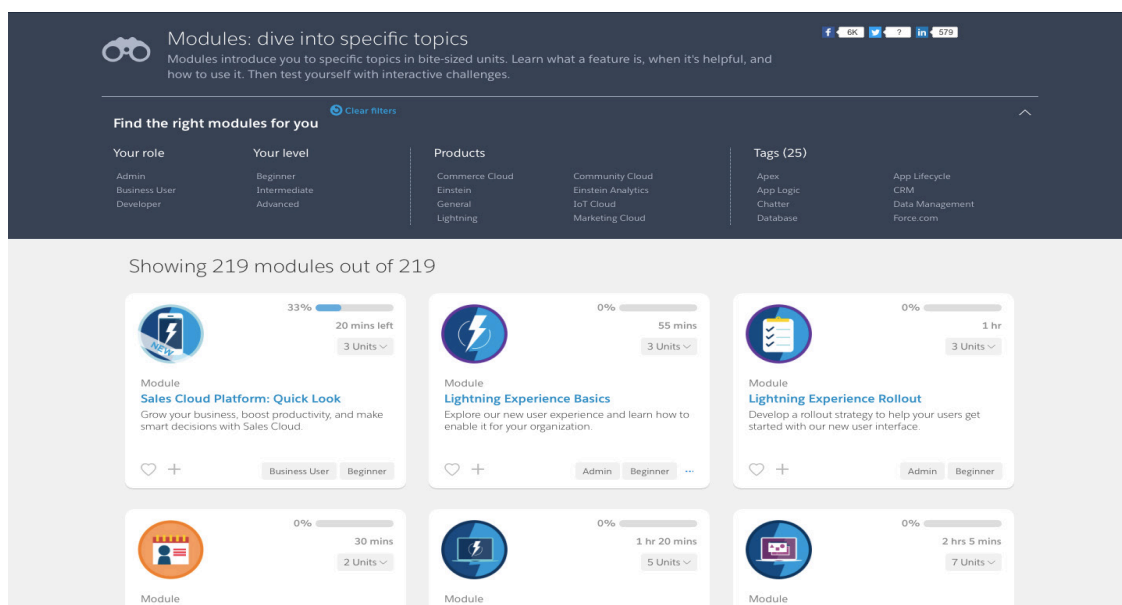 Modules: dive into specific topics
Modules introduce you to specific topics in bite-sized units. Learn what a feature is, when it's helpful, and
how to use it. Then test yourself with interactive challenges.
f 6K ? in 579
Clear filters
Find the right modules for you
Your role Your level Products Tags (25)
Admin Beginner Commerce Cloud Community Cloud Apex App Lifecycle
Business User Intermediate Einstein Einstein Analytics App Logic CRM
Developer Advanced General IoT Cloud Chatter Data Management
Lightning Marketing Cloud Database Force.com
Showing 219 modules out of 219
33%
20 mins left
3 Units
NEW
Module
Sales Cloud Platform: Quick Look
Grow your business, boost productivity, and make
smart decisions with Sales Cloud.
Business User Beginner
0%
55 mins
3 Units
Module
Lightning Experience Basics
Explore our new user experience and learn how to
enable it for your organization.
Admin Beginner ...
0%
1 hr
3 Units
Module
Lightning Experience Rollout
Develop a rollout strategy to help your users get
started with our new user interface.
Admin Beginner
0%
30 mins
2 Units
Module
0%
1 hr 20 mins
5 Units
Module
0%
2 hrs 5 mins
7 Units
Module